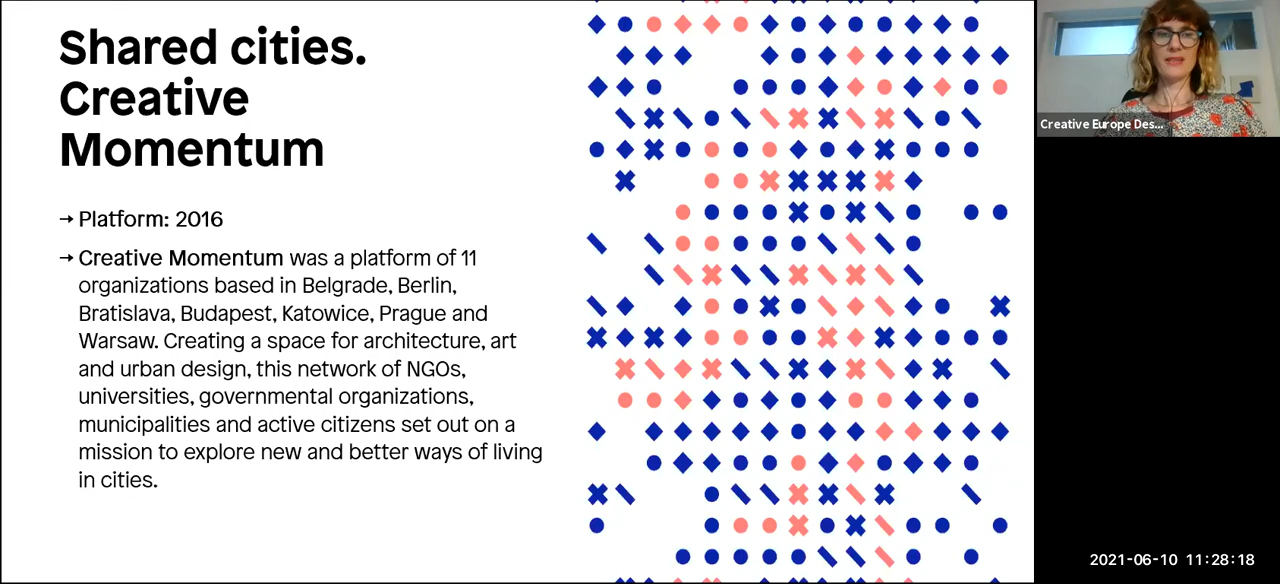 Shared cities.
Creative
Momentum
→ Platform: 2016
→ Creative Momentum was a platform of 11
organizations based in Belgrade, Berlin,
Bratislava, Budapest, Katowice, Prague and
Warsaw. Creating a space for architecture, art
and urban design, this network of NGOs,
universities, governmental organizations,
municipalities and active citizens set out on a
mission to explore new and better ways of living
in cities.
Creative Europe Des...
2021-06-10 11:28:18